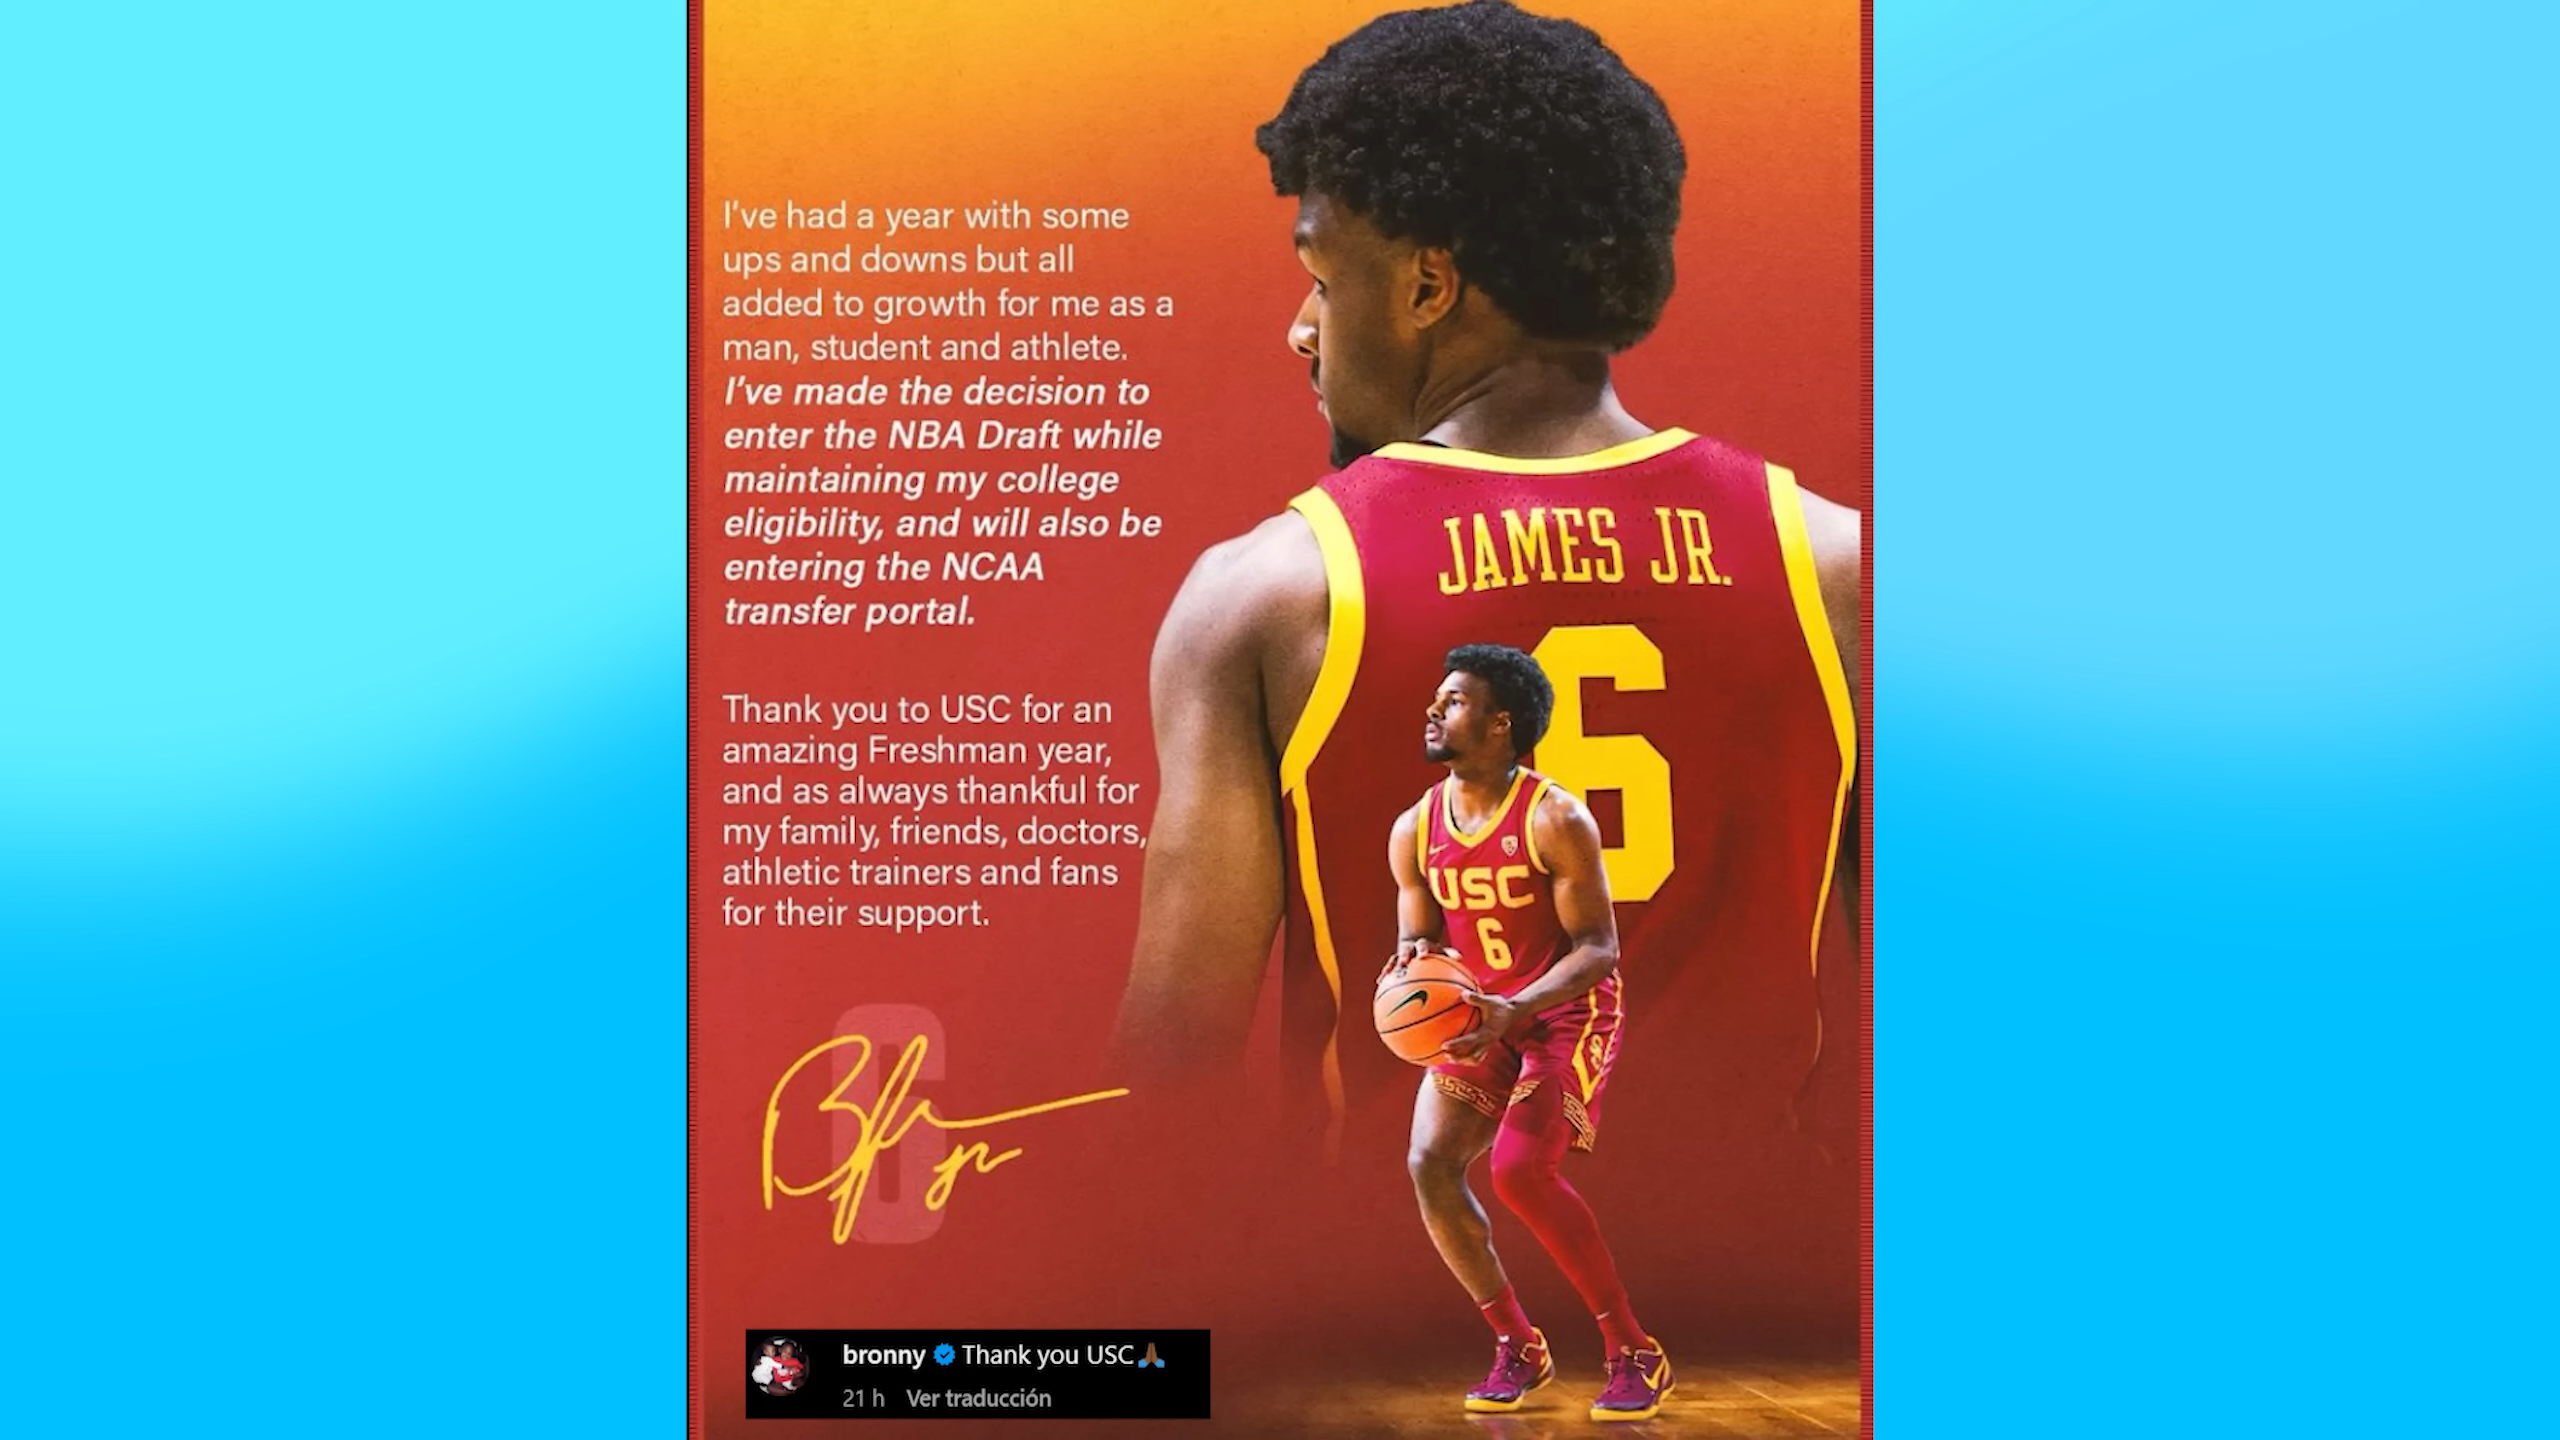 I've had a year with some
ups and downs but all
added to growth for me as a
man, student and athlete.
I've made the decision to
enter the NBA Draft while
maintaining my college
eligibility, and will also be
entering the NCAA
transfer portal.
Thank you to USC for an
amazing Freshman year,
and as always thankful for
my family, friends, doctors,
athletic trainers and fans
for their support.
6
JAMES JR.
6
USC
6
bronny Thank you USC🙏🏾
21 h Ver traducción